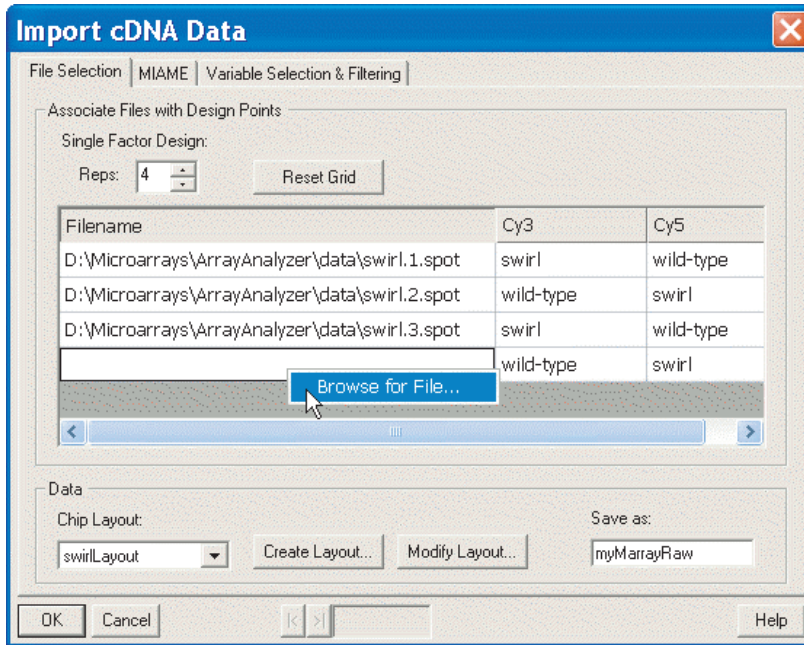 Import cDNA Data
File Selection MIAME Variable Selection & Filtering
Associate Files with Design Points
Single Factor Design:
Reps: 4 Reset Grid
Filename Cy3 Cy5
D:\Microarrays\ArrayAnalyzer\data\swirl.1.spot swirl wild-type
D:\Microarrays\ArrayAnalyzer\data\swirl.2.spot wild-type swirl
D:\Microarrays\ArrayAnalyzer\data\swirl.3.spot swirl wild-type
wild-type swirl
Browse for File...
Data
Chip Layout: Save as:
swirlLayout Create Layout... Modify Layout... myMarrayRaw
OK Cancel Help